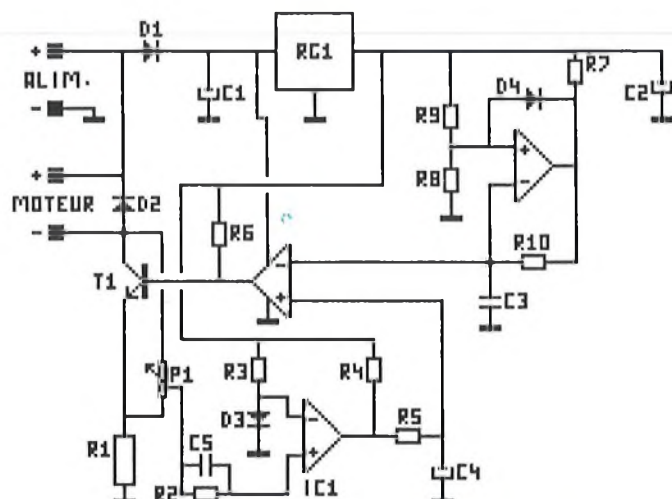 +
D1
RG1
R7
ALIM.
C1
D4
C2
-
R9
+
+
R8
-
MOTEUR
D2
R6
R10
-
-
T1
+
C3
R3
R4
P1
D3
-
R5
R1
C5
+
C4
R2
IC1